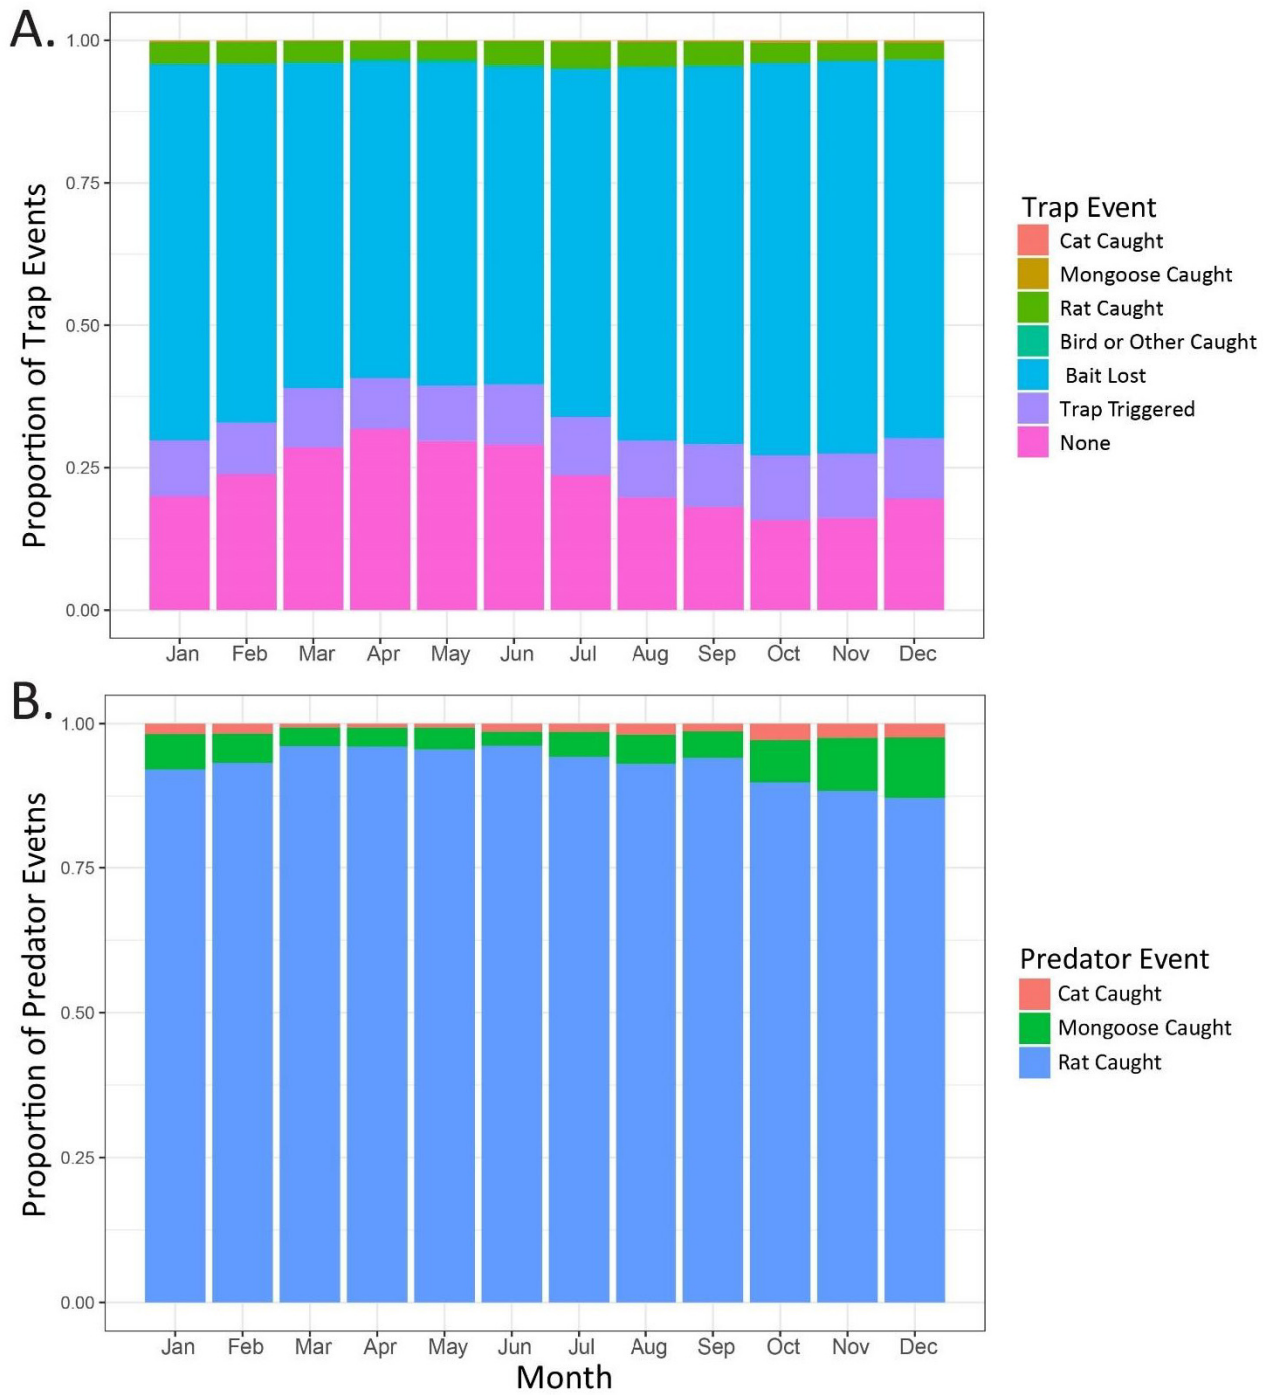 A.
Proportion of Trap Events
1.00
0.75
0.50
0.25
0.00
Jan Feb Mar Apr May Jun Jul Aug Sep Oct Nov Dec
Trap Event
Cat Caught
Mongoose Caught
Rat Caught
Bird or Other Caught
Bait Lost
Trap Triggered
None
B.
Proportion of Predator Evetns
1.00
0.75
0.50
0.25
0.00
Jan Feb Mar Apr May Jun Jul Aug Sep Oct Nov Dec
Month
Predator Event
Cat Caught
Mongoose Caught
Rat Caught